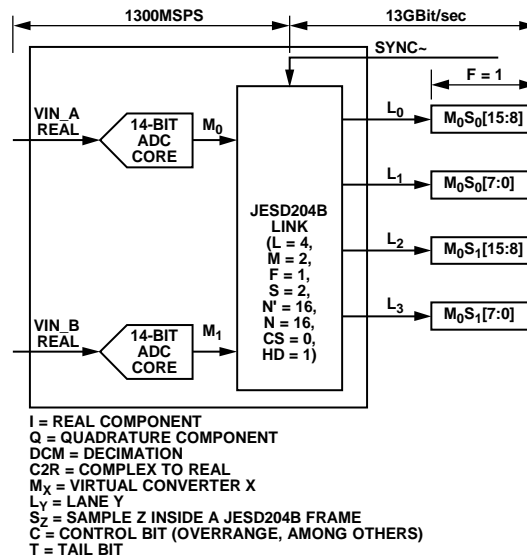 1300MSPS
13GBit/sec
SYNC~
F = 1
VIN_A
REAL
14-BIT
ADC
CORE
M0
L0
M0S0[15:8]
L1
M0S0[7:0]
JESD204B
LINK
(L = 4,
M = 2,
F = 1,
S = 2,
N' = 16,
N = 16,
CS = 0,
HD = 1)
L2
M0S1[15:8]
VIN_B
REAL
14-BIT
ADC
CORE
M1
L3
M0S1[7:0]
I = REAL COMPONENT
Q = QUADRATURE COMPONENT
DCM = DECIMATION
C2R = COMPLEX TO REAL
MX = VIRTUAL CONVERTER X
LY = LANE Y
SZ = SAMPLE Z INSIDE A JESD204B FRAME
C = CONTROL BIT (OVERRANGE, AMONG OTHERS)
T = TAIL BIT